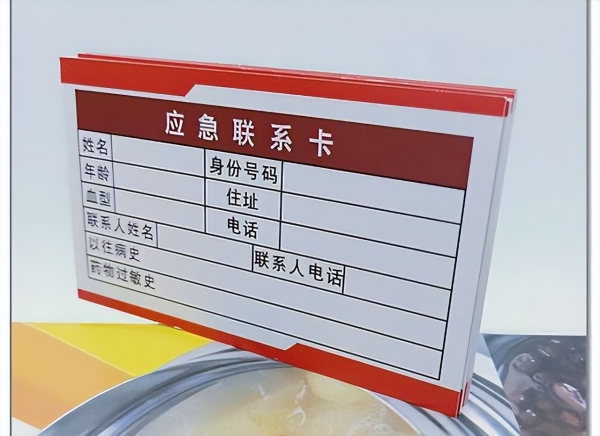 应急联系卡
姓名
年龄 身份号码
血型 住址
联系人姓名 电话
以往病史 联系人电话
药物过敏史